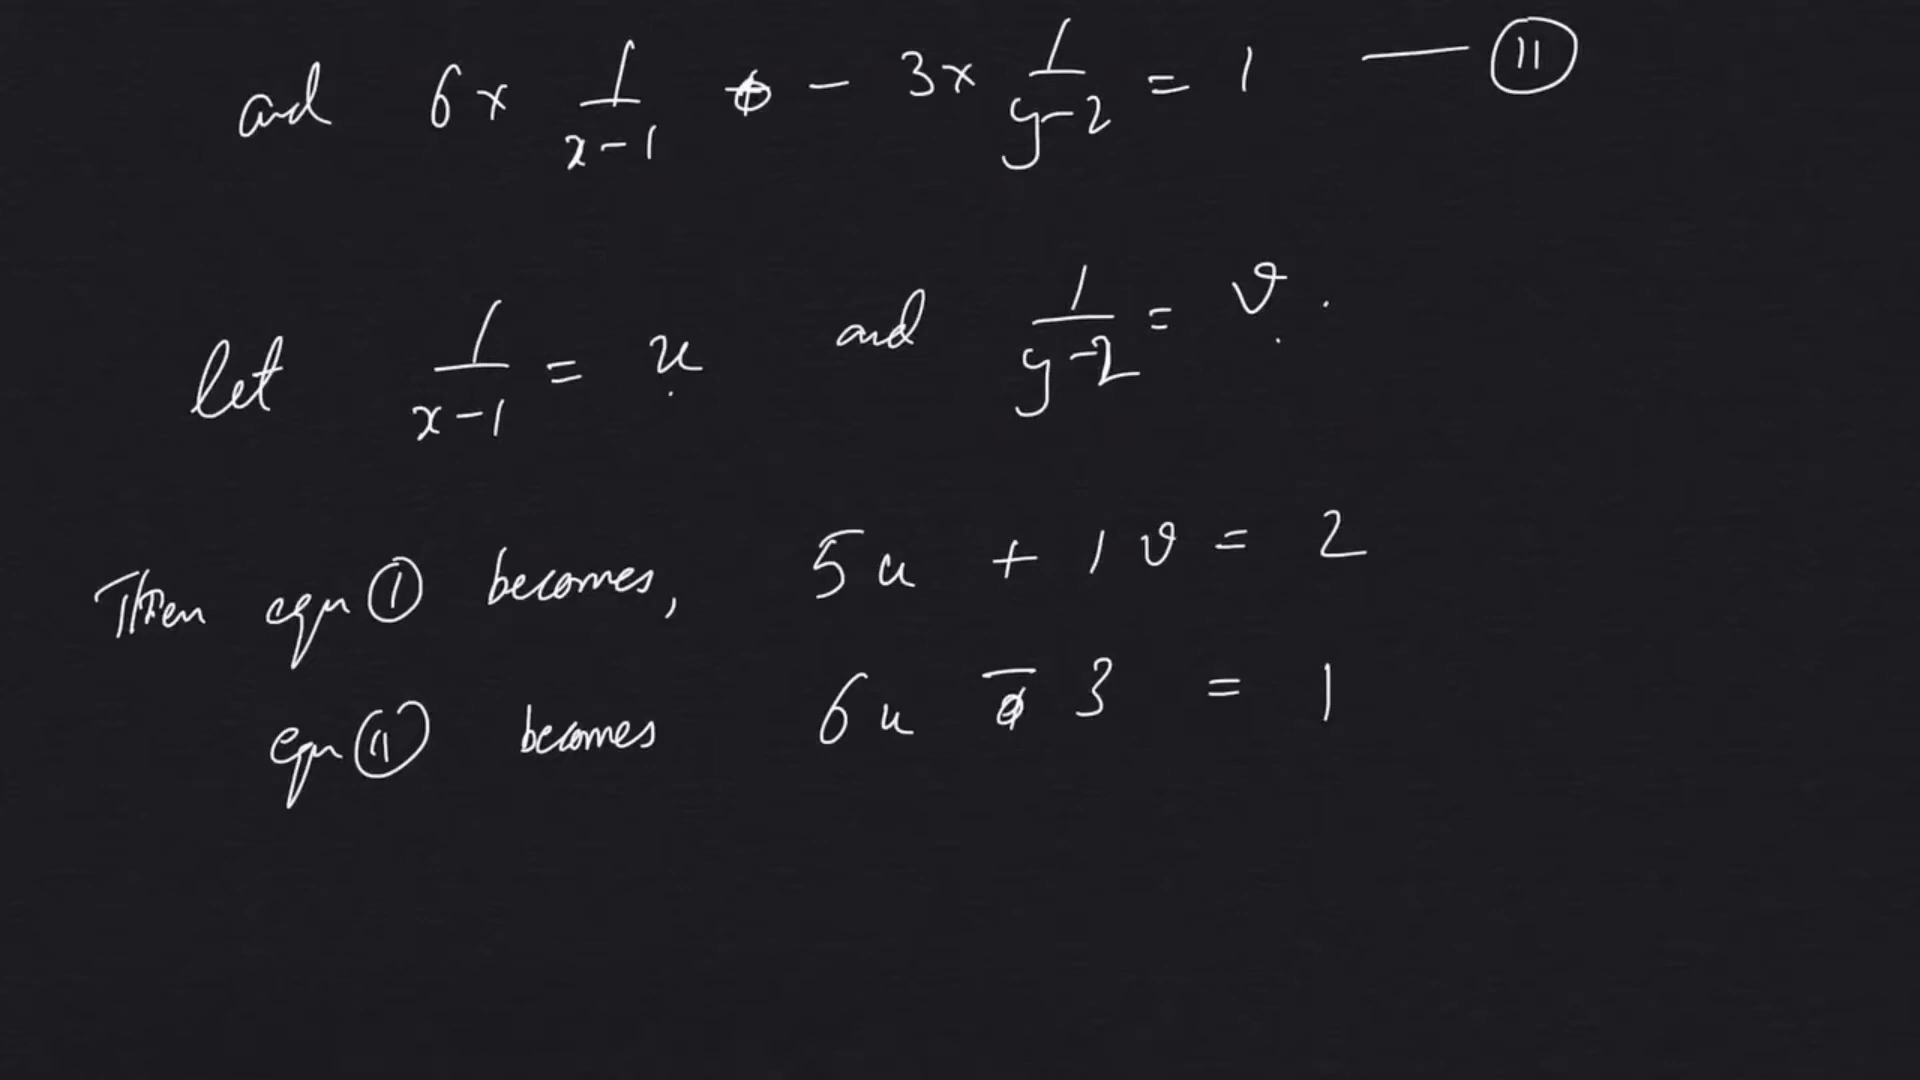 and 6 × 1/(x-1) - 3 × 1/(y-2) = 1 — (II)
let 1/(x-1) = u and 1/(y-2) = v.
Then eqn (I) becomes, 5u + 1v = 2
eqn (II) becomes 6u - 3 = 1